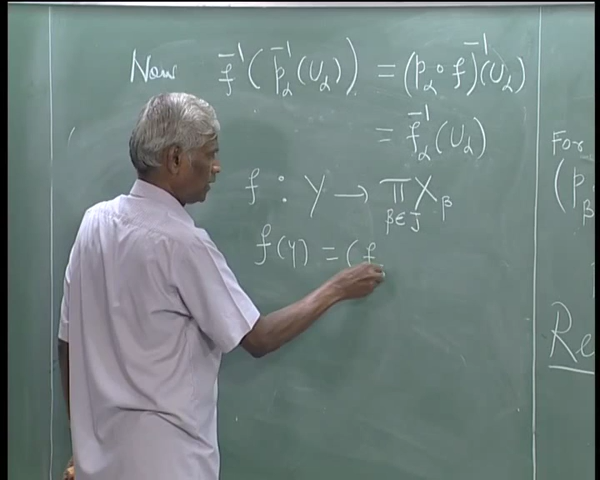 Now f⁻¹(p_α⁻¹(U_α)) = (p_α ∘ f)⁻¹(U_α)
= f_α⁻¹(U_α)
f : Y → π X_β
β∈J
f(y) = (f
For
(p_β
Re